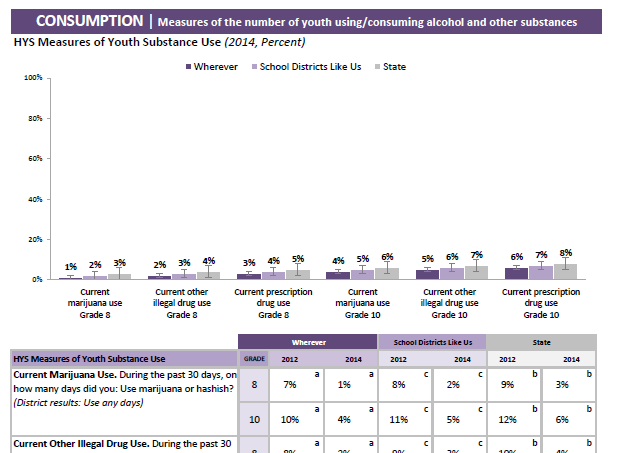 CONSUMPTION | Measures of the number of youth using/consuming alcohol and other substances
HYS Measures of Youth Substance Use (2014, Percent)
Wherever School Districts Like Us State
100%
80%
60%
40%
20%
0%
1% 2% 3% 2% 3% 4% 3% 4% 5% 4% 5% 6% 5% 6% 7% 6% 7% 8%
Current Current other Current prescription Current Current other Current prescription
marijuana use illegal drug use drug use marijuana use illegal drug use drug use
Grade 8 Grade 8 Grade 8 Grade 10 Grade 10 Grade 10
Wherever School Districts Like Us State
HYS Measures of Youth Substance Use GRADE 2012 2014 2012 2014 2012 2014
Current Marijuana Use. During the past 30 days, on
how many days did you: Use marijuana or hashish?
(District results: Use any days)
8 7% a 1% a 8% c 2% c 9% b 3% b
10 10% a 4% a 11% c 5% c 12% b 6% b
Current Other Illegal Drug Use. During the past 30
a a c c b b